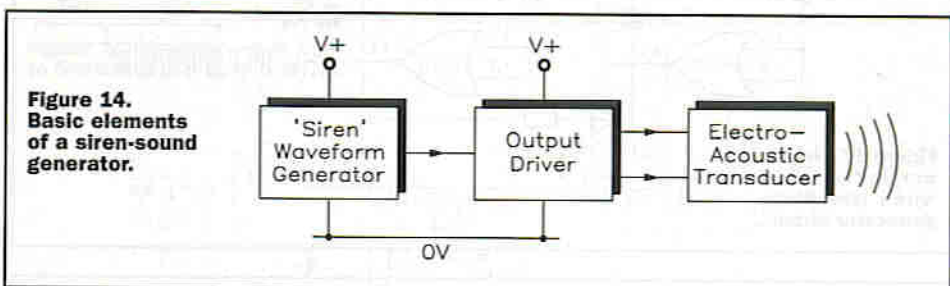 Figure 14.
Basic elements
of a siren-sound
generator.
V+
V+
'Siren'
Waveform
Generator
Output
Driver
Electro-
Acoustic
Transducer
0V